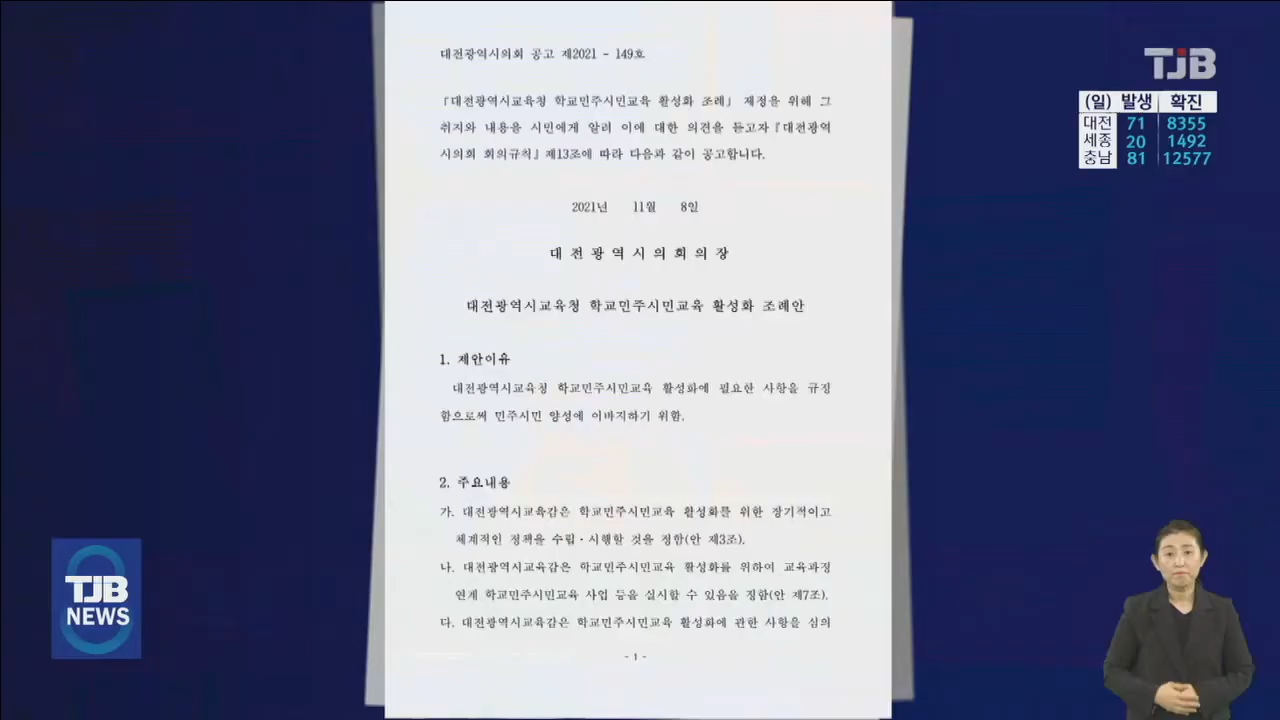 대전광역시의회 공고 제2021 - 149호
『대전광역시교육청 학교민주시민교육 활성화 조례』 제정을 위해 그
취지와 내용을 시민에게 알려 이에 대한 의견을 듣고자『대전광역
시의회 회의규칙』제13조에 따라 다음과 같이 공고합니다.
2021년 11월 8일
대 전 광 역 시 의 회 의 장
대전광역시교육청 학교민주시민교육 활성화 조례안
1. 제안이유
대전광역시교육청 학교민주시민교육 활성화에 필요한 사항을 규정
함으로써 민주시민 양성에 이바지하기 위함.
2. 주요내용
가. 대전광역시교육감은 학교민주시민교육 활성화를 위한 장기적이고
체계적인 정책을 수립·시행할 것을 정함(안 제3조).
나. 대전광역시교육감은 학교민주시민교육 활성화를 위하여 교육과정
연계 학교민주시민교육 사업 등을 실시할 수 있음을 정함(안 제7조).
다. 대전광역시교육감은 학교민주시민교육 활성화에 관한 사항을 심의
- 1 -
TJB
(일) 발생 확진
대전 71 8355
세종 20 1492
충남 81 12577
TJB
NEWS